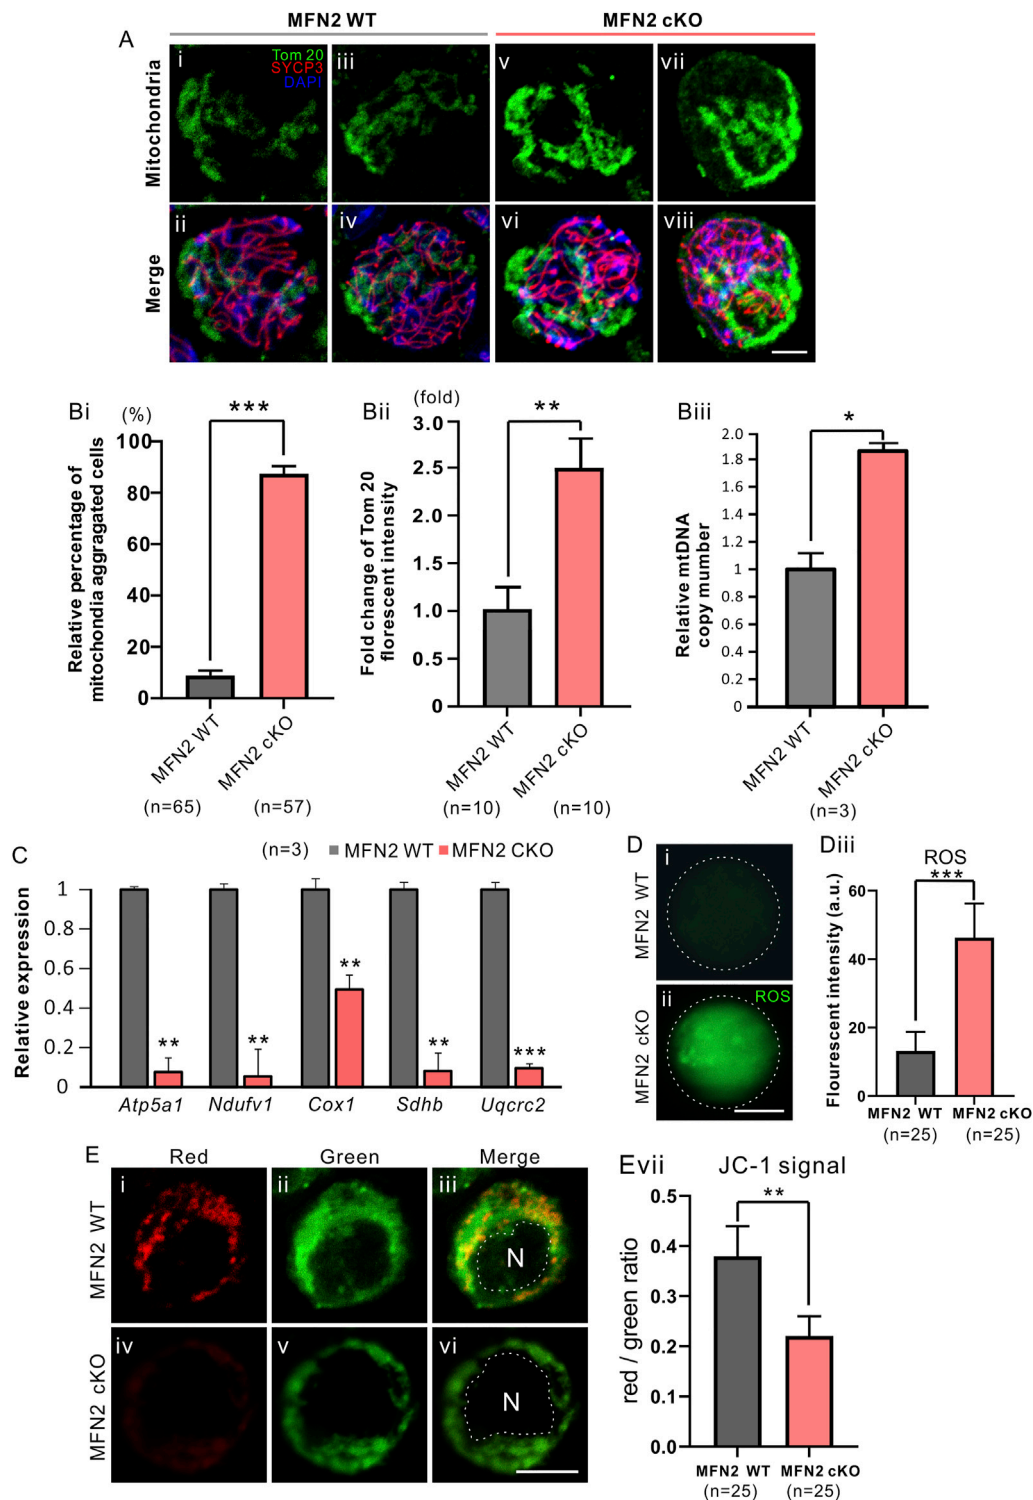 MFN2 WT
MFN2 cKO
A
Mitochondria
Merge
i
Tom 20
SYCP3
DAPI
iii
v
vii
ii
iv
vi
viii
Bi
(%)
***
Relative percentage of
mitochondia aggragated cells
100
80
60
40
20
0
MFN2 WT
MFN2 cKO
(n=65)
(n=57)
Bii
(fold)
**
Fold change of Tom 20
florescent intensity
3.0
2.5
2.0
1.5
1.0
0.5
0
MFN2 WT
MFN2 cKO
(n=10)
(n=10)
Biii
*
Relative mtDNA
copy mumber
2.0
1.8
1.6
1.4
1.2
1
0.8
0.6
0.4
0.2
0
MFN2 WT
MFN2 cKO
(n=3)
C
(n=3)
MFN2 WT
MFN2 CKO
Relative expression
1
0.8
0.6
0.4
0.2
0
**
**
**
**
***
Atp5a1
Ndufv1
Cox1
Sdhb
Uqcrc2
D
MFN2 WT
i
MFN2 cKO
ii
ROS
Diii
ROS
***
Flourescent intensity (a.u.)
60
40
20
0
MFN2 WT
MFN2 cKO
(n=25)
(n=25)
E
Red
Green
Merge
MFN2 WT
i
ii
iii
N
MFN2 cKO
iv
v
vi
N
Evii
JC-1 signal
**
red / green ratio
0.5
0.4
0.3
0.2
0.1
0.0
MFN2 WT
MFN2 cKO
(n=25)
(n=25)